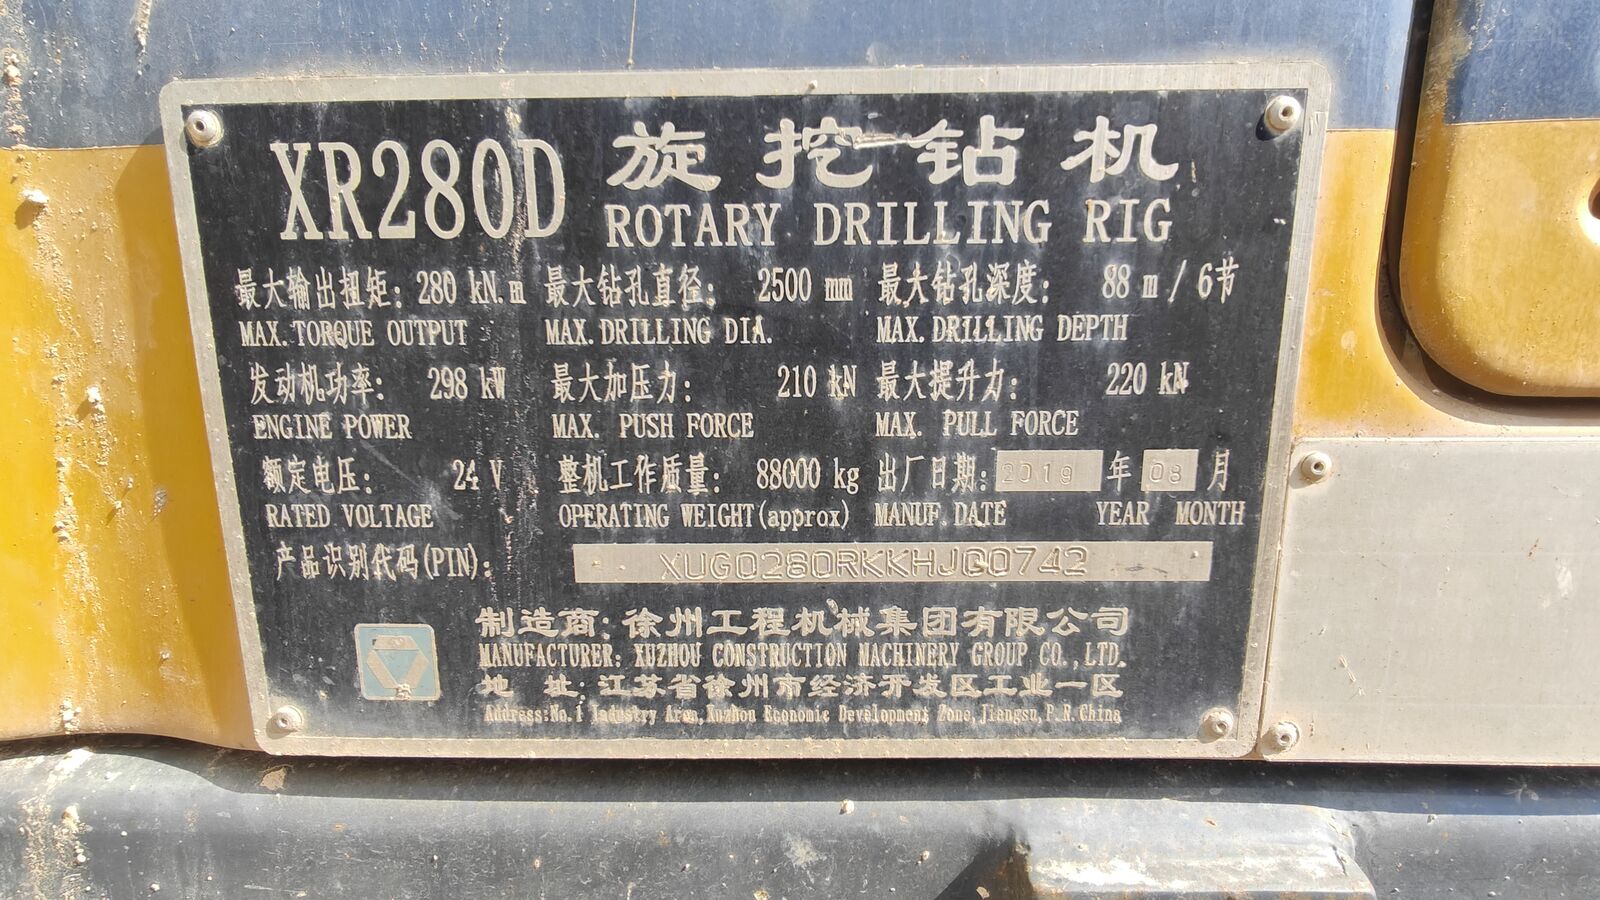 XR280D 旋挖钻机
ROTARY DRILLING RIG
最大输出扭矩: 280 kN.m 最大钻孔直径: 2500 mm 最大钻孔深度: 88 m / 6节
MAX. TORQUE OUTPUT MAX. DRILLING DIA. MAX. DRILLING DEPTH
发动机功率: 298 kW 最大加压力: 210 kN 最大提升力: 220 kN
ENGINE POWER MAX. PUSH FORCE MAX. PULL FORCE
额定电压: 24 V 整机工作质量: 88000 kg 出厂日期: 2019 年 08 月
RATED VOLTAGE OPERATING WEIGHT(approx) MANUF. DATE YEAR MONTH
产品识别代码(PIN): XUG0280RKKHJG00742
制造商: 徐州工程机械集团有限公司
MANUFACTURER: XUZHOU CONSTRUCTION MACHINERY GROUP CO., LTD.
地 址: 江苏省徐州市经济开发区工业一区
Address:No.1 Industry Area,Xuzhou Economic Development Zone,Jiangsu,P.R.China